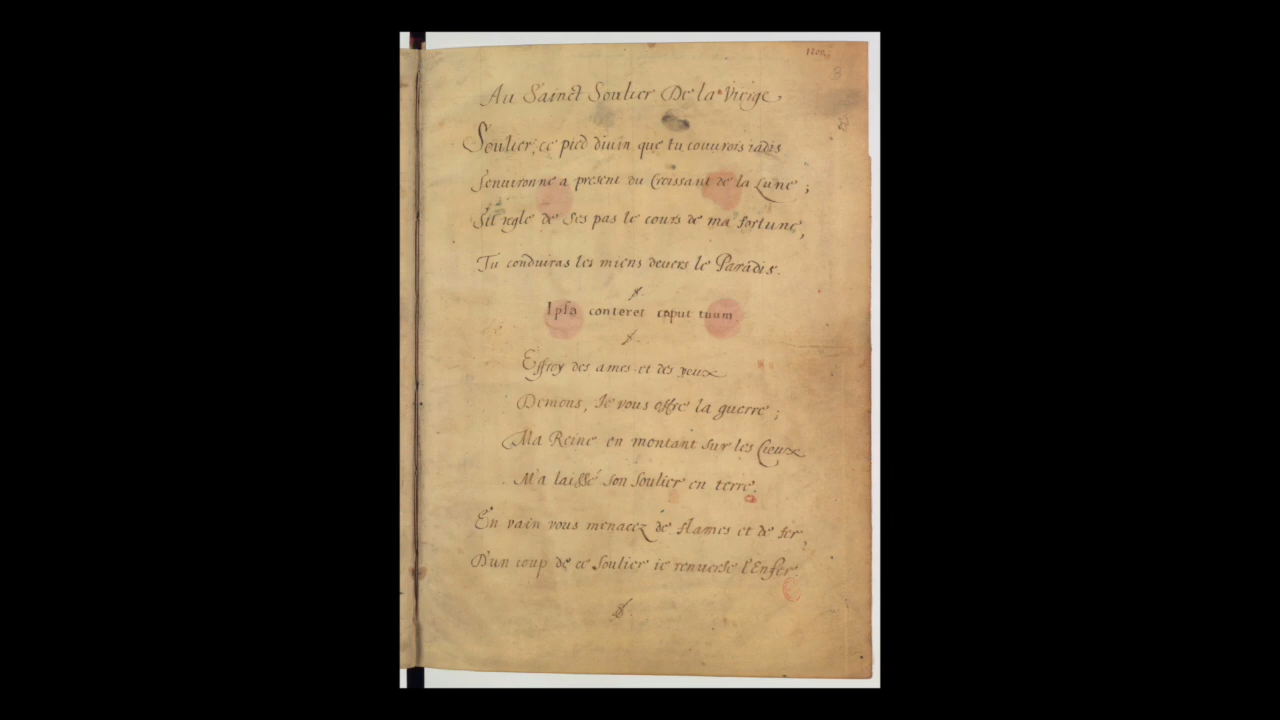 Au Sainct Soulier De la Vierge,
Soulier, ce pied diuin que tu couurois iadis
S'enuironne a present du Croissant de la Lune;
S'il regle de ses pas le cours de ma fortune,
Tu conduiras les miens deuers le Paradis.
Ipsa conteret caput tuum.
Effroy des ames et des yeux
Demons, Je vous offre la guerre;
Ma Reine en montant sur les Cieux
M'a laissé son Soulier en terre.
En vain vous menacez de flames et de fer,
D'un coup de ce Soulier ie renuerse l'Enfer.